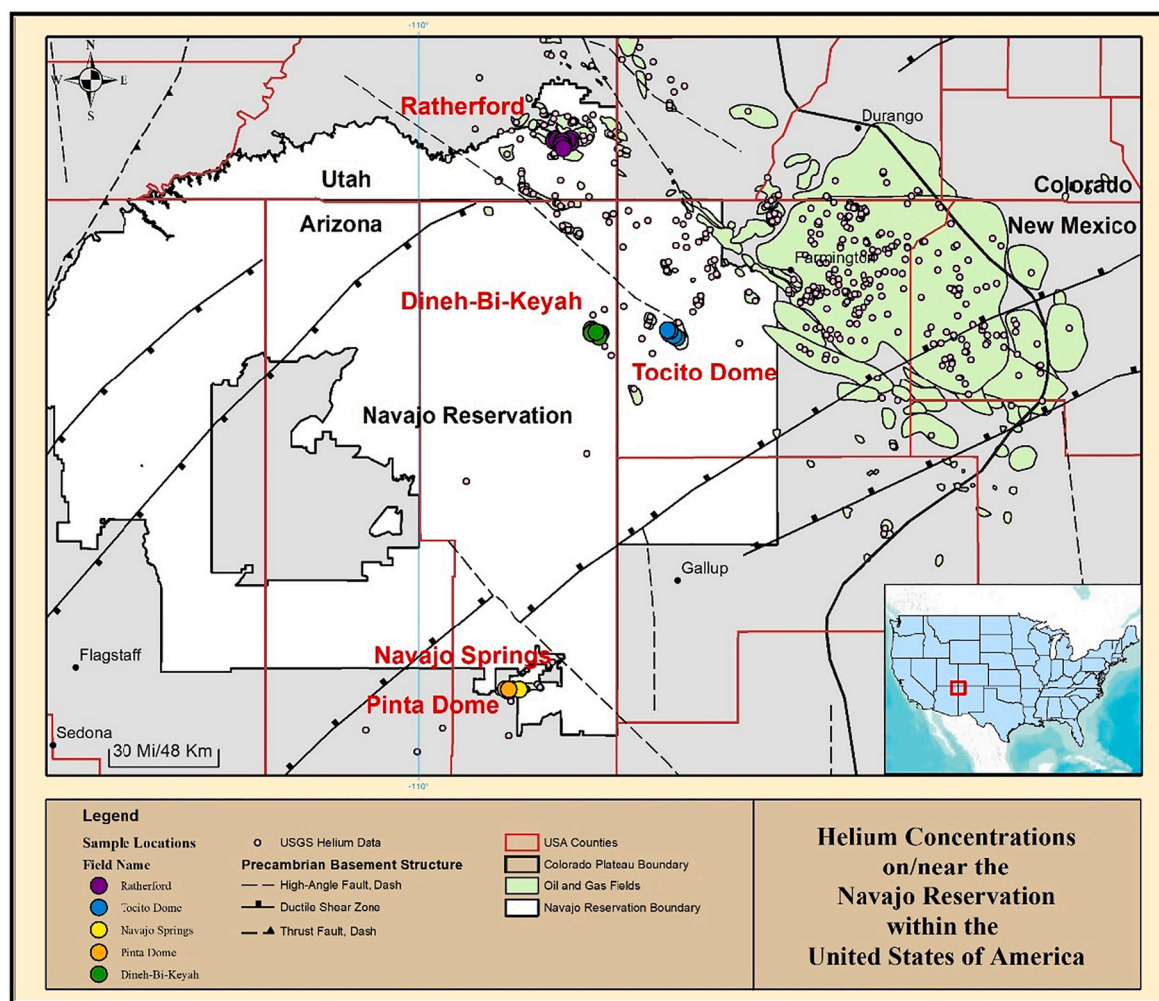 -110°
N
W E
S
Ratherford
Durango
Utah
Colorado
Arizona
New Mexico
Farmington
Dineh-Bi-Keyah
Tocito Dome
Navajo Reservation
Gallup
Flagstaff
Navajo Springs
Pinta Dome
Sedona
30 Mi/48 Km
-110°
Legend
Sample Locations
Field Name
Ratherford
Tocito Dome
Navajo Springs
Pinta Dome
Dineh-Bi-Keyah
USGS Helium Data
Precambrian Basement Structure
High-Angle Fault, Dash
Ductile Shear Zone
Thrust Fault, Dash
USA Counties
Colorado Plateau Boundary
Oil and Gas Fields
Navajo Reservation Boundary
Helium Concentrations
on/near the
Navajo Reservation
within the
United States of America